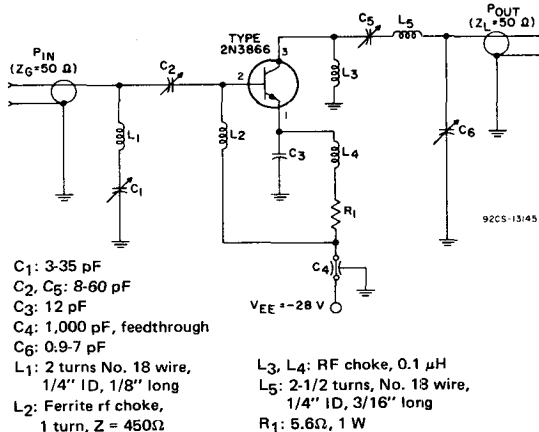 PIN
(ZG=50 Ω)
C2
TYPE
2N3866
3
2
1
C5
L5
POUT
(ZL=50 Ω)
L3
L1
L2
C3
L4
C6
C1
R1
92CS-13145
C4
VEE=-28 V
C1: 3-35 pF
C2, C5: 8-60 pF
C3: 12 pF
C4: 1,000 pF, feedthrough
C6: 0.9-7 pF
L1: 2 turns No. 18 wire,
1/4" ID, 1/8" long
L2: Ferrite rf choke,
1 turn, Z = 450Ω
L3, L4: RF choke, 0.1 μH
L5: 2-1/2 turns, No. 18 wire,
1/4" ID, 3/16" long
R1: 5.6Ω, 1 W